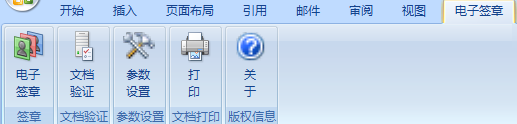 开始 插入 页面布局 引用 邮件 审阅 视图 电子签章
电子 文档 参数 打 关
签章 验证 设置 印 于
签章 文档验证 参数设置 文档打印 版权信息